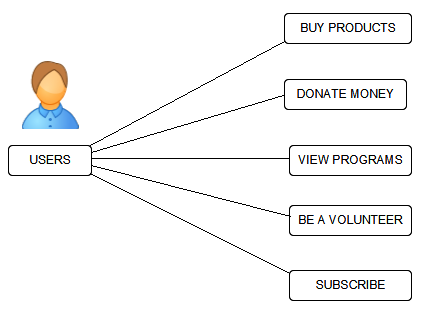 BUY PRODUCTS
DONATE MONEY
USERS
VIEW PROGRAMS
BE A VOLUNTEER
SUBSCRIBE